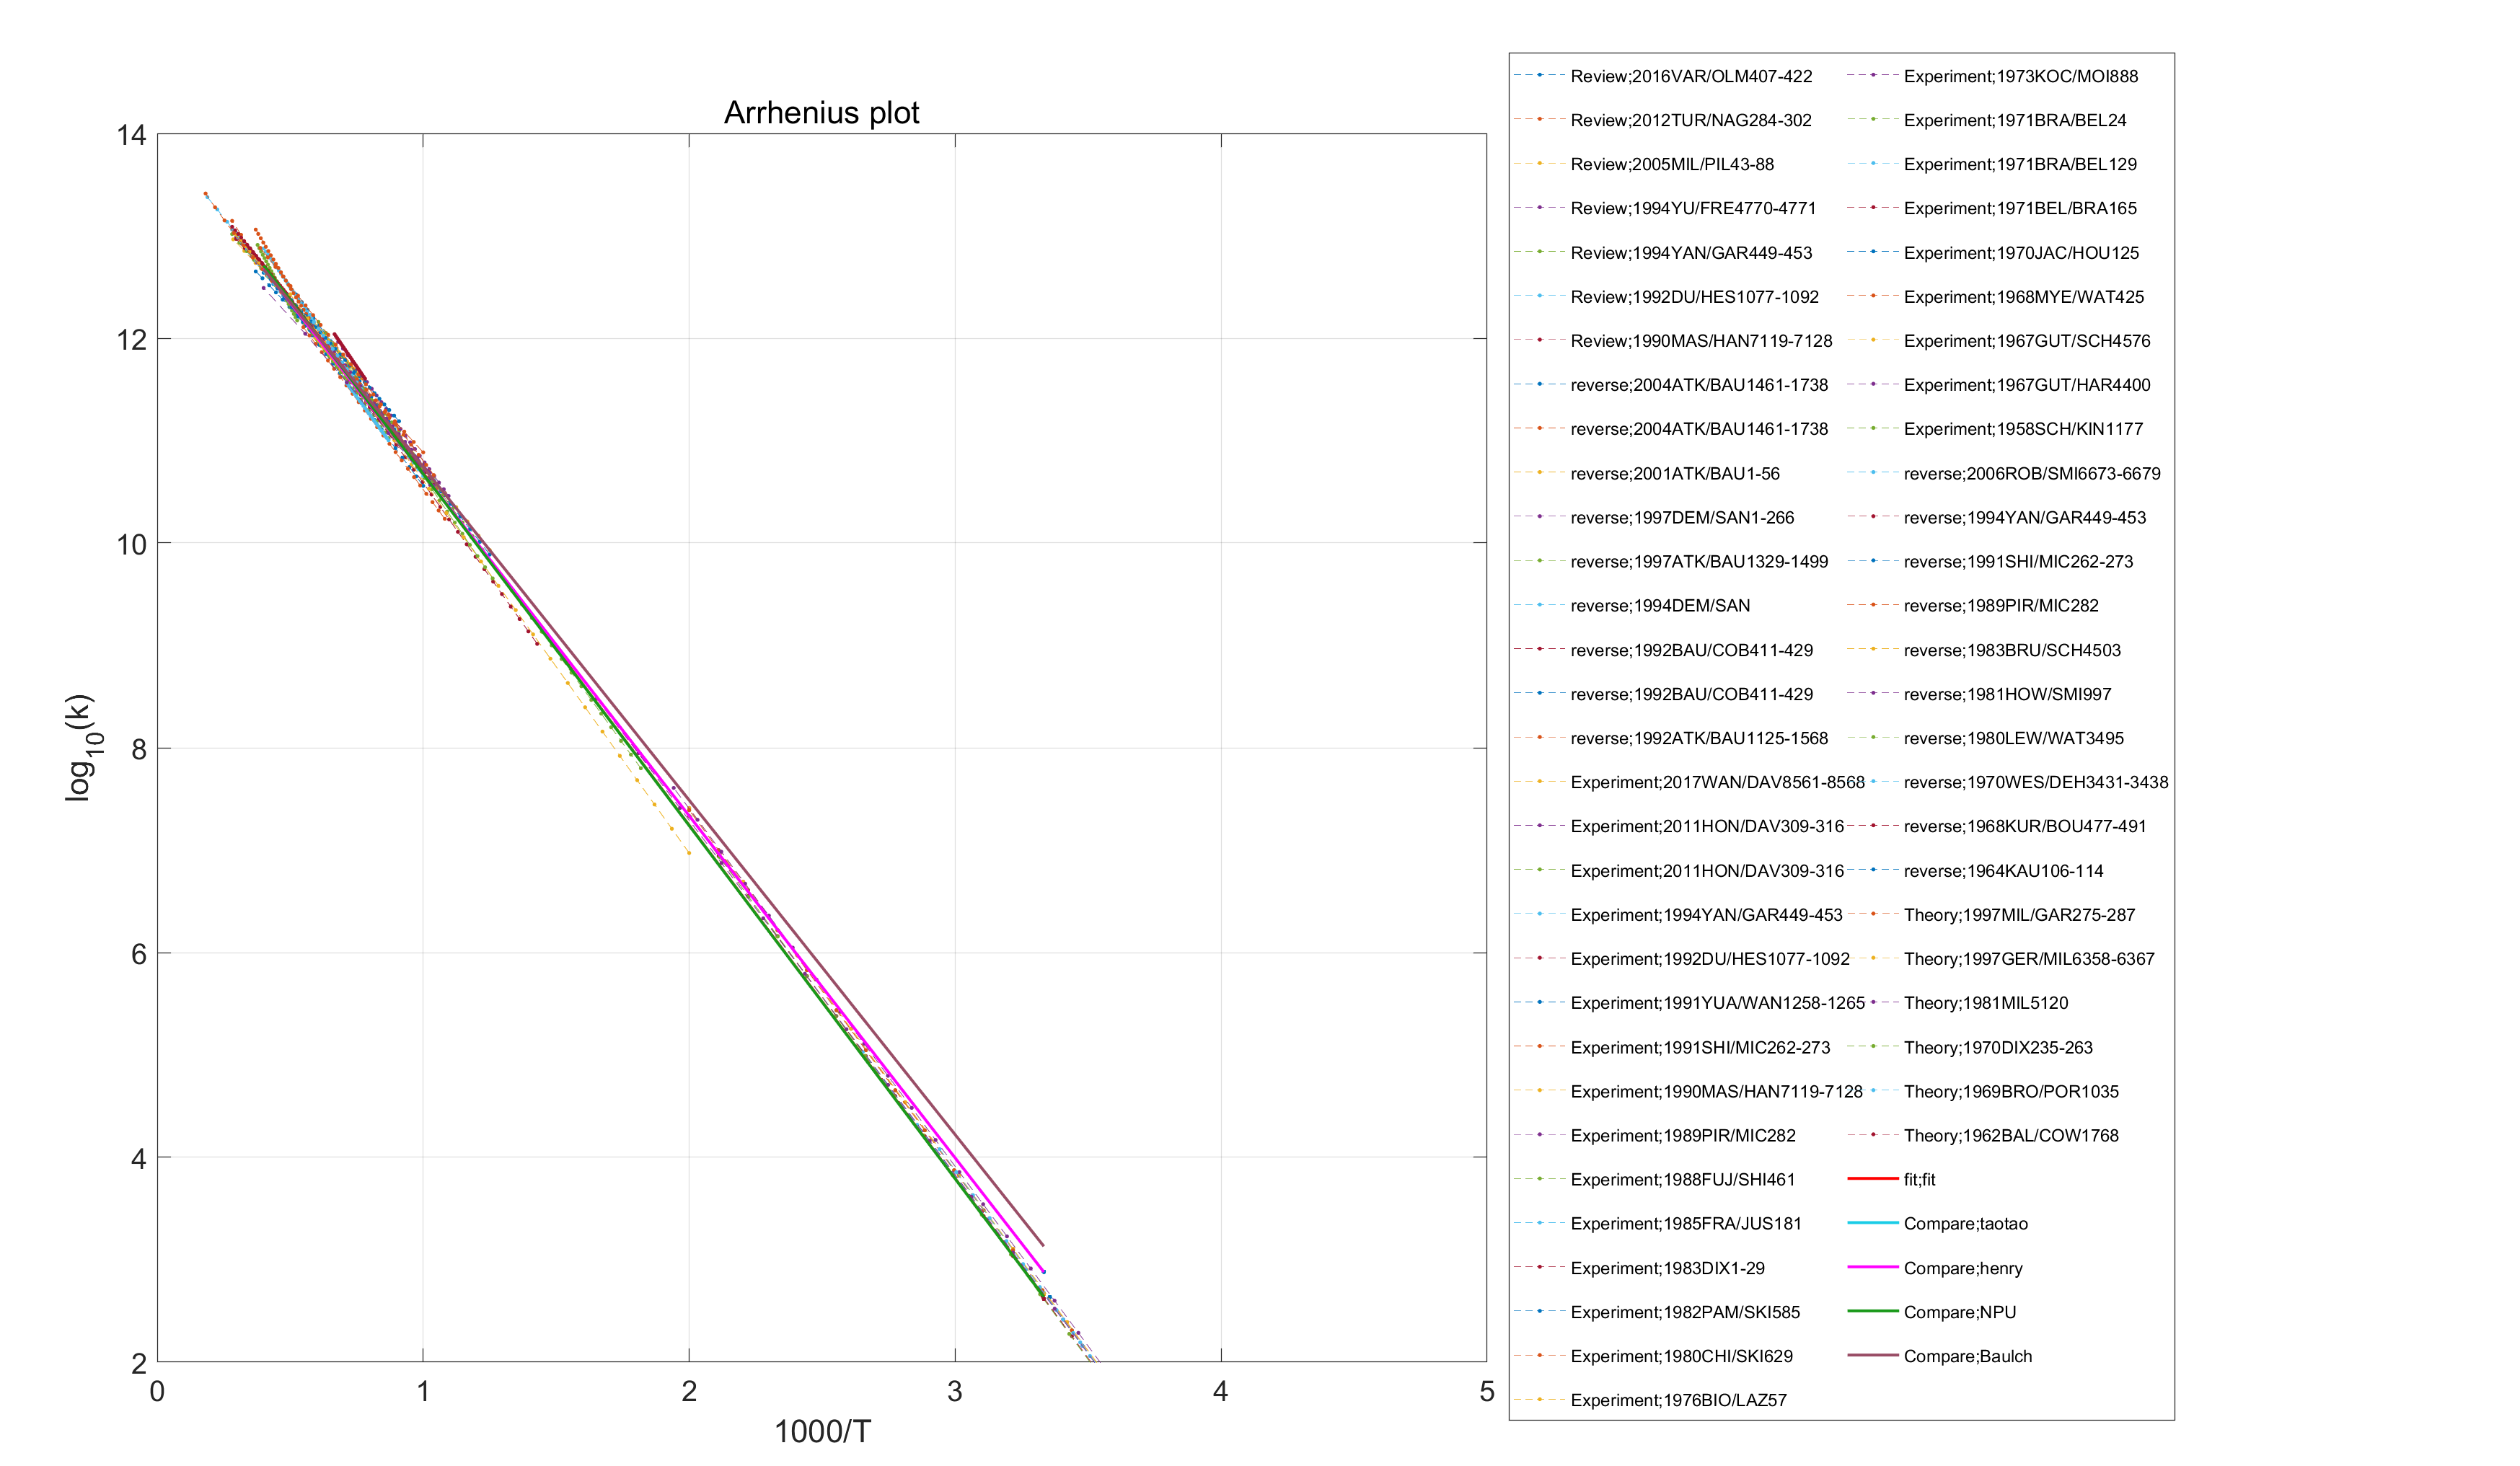 Arrhenius plot
14
12
10
8
6
4
2
log10(k)
0 1 2 3 4 5
1000/T
Review;2016VAR/OLM407-422
Review;2012TUR/NAG284-302
Review;2005MIL/PIL43-88
Review;1994YU/FRE4770-4771
Review;1994YAN/GAR449-453
Review;1992DU/HES1077-1092
Review;1990MAS/HAN7119-7128
reverse;2004ATK/BAU1461-1738
reverse;2004ATK/BAU1461-1738
reverse;2001ATK/BAU1-56
reverse;1997DEM/SAN1-266
reverse;1997ATK/BAU1329-1499
reverse;1994DEM/SAN
reverse;1992BAU/COB411-429
reverse;1992BAU/COB411-429
reverse;1992ATK/BAU1125-1568
Experiment;2017WAN/DAV8561-8568
Experiment;2011HON/DAV309-316
Experiment;2011HON/DAV309-316
Experiment;1994YAN/GAR449-453
Experiment;1992DU/HES1077-1092
Experiment;1991YUA/WAN1258-1265
Experiment;1991SHI/MIC262-273
Experiment;1990MAS/HAN7119-7128
Experiment;1989PIR/MIC282
Experiment;1988FUJ/SHI461
Experiment;1985FRA/JUS181
Experiment;1983DIX1-29
Experiment;1982PAM/SKI585
Experiment;1980CHI/SKI629
Experiment;1976BIO/LAZ57
Experiment;1973KOC/MOI888
Experiment;1971BRA/BEL24
Experiment;1971BRA/BEL129
Experiment;1971BEL/BRA165
Experiment;1970JAC/HOU125
Experiment;1968MYE/WAT425
Experiment;1967GUT/SCH4576
Experiment;1967GUT/HAR4400
Experiment;1958SCH/KIN1177
reverse;2006ROB/SMI6673-6679
reverse;1994YAN/GAR449-453
reverse;1991SHI/MIC262-273
reverse;1989PIR/MIC282
reverse;1983BRU/SCH4503
reverse;1981HOW/SMI997
reverse;1980LEW/WAT3495
reverse;1970WES/DEH3431-3438
reverse;1968KUR/BOU477-491
reverse;1964KAU106-114
Theory;1997MIL/GAR275-287
Theory;1997GER/MIL6358-6367
Theory;1981MIL5120
Theory;1970DIX235-263
Theory;1969BRO/POR1035
Theory;1962BAL/COW1768
fit;fit
Compare;taotao
Compare;henry
Compare;NPU
Compare;Baulch